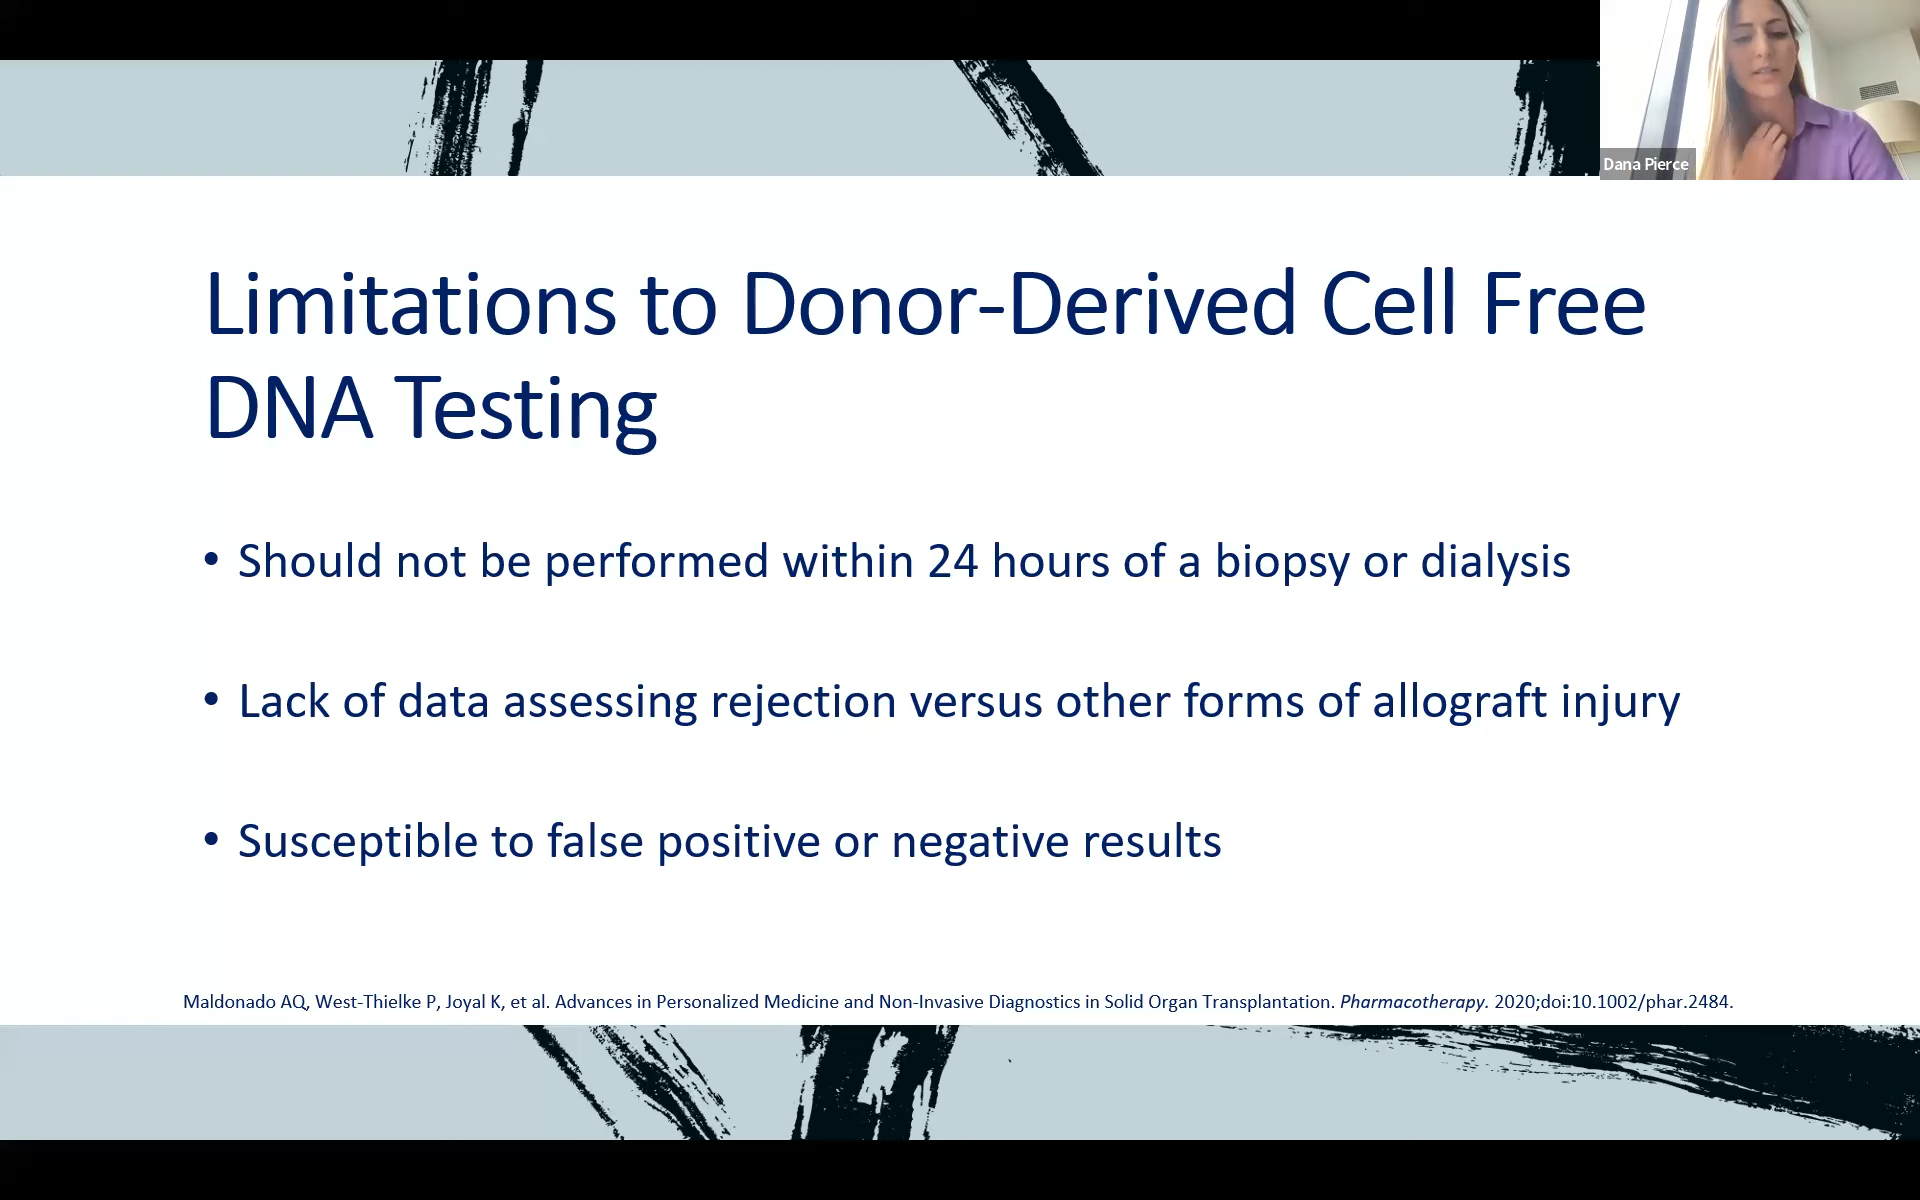 Dana Pierce
Limitations to Donor-Derived Cell Free
DNA Testing
• Should not be performed within 24 hours of a biopsy or dialysis
• Lack of data assessing rejection versus other forms of allograft injury
• Susceptible to false positive or negative results
Maldonado AQ, West-Thielke P, Joyal K, et al. Advances in Personalized Medicine and Non-Invasive Diagnostics in Solid Organ Transplantation. Pharmacotherapy. 2020;doi:10.1002/phar.2484.